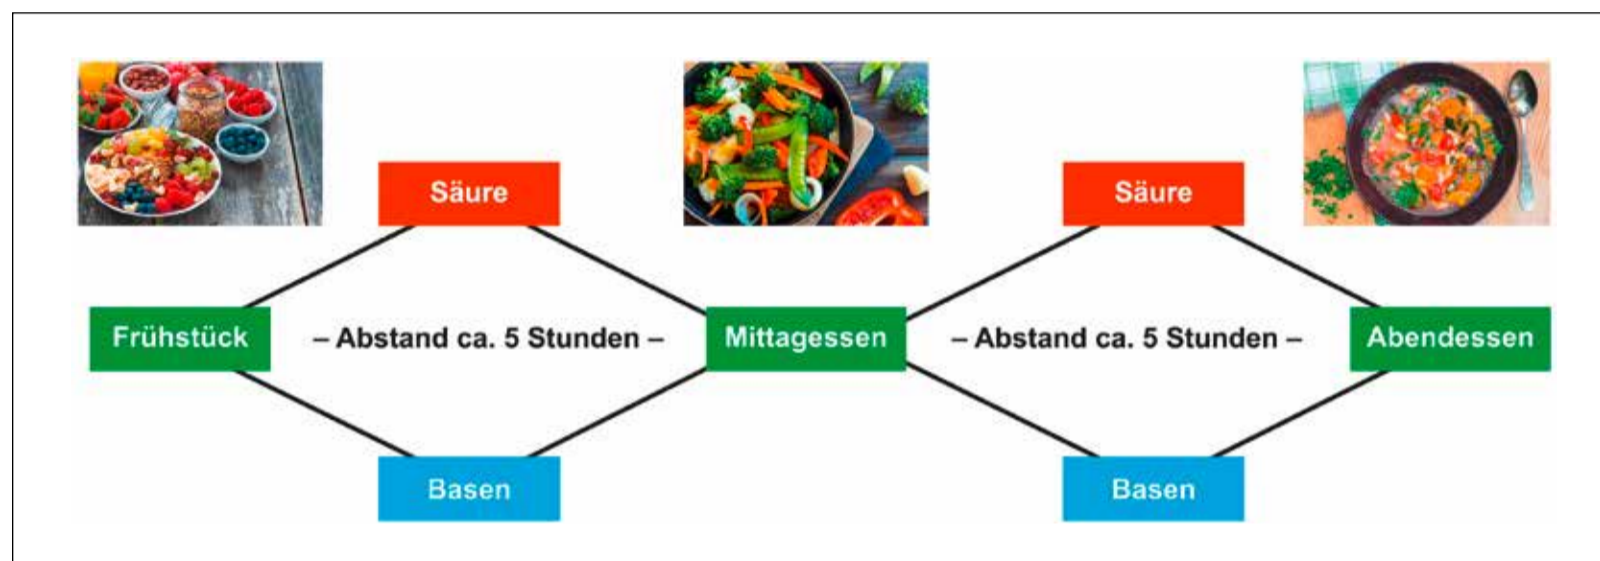 Säure
Säure
Frühstück
– Abstand ca. 5 Stunden –
Mittagessen
– Abstand ca. 5 Stunden –
Abendessen
Basen
Basen